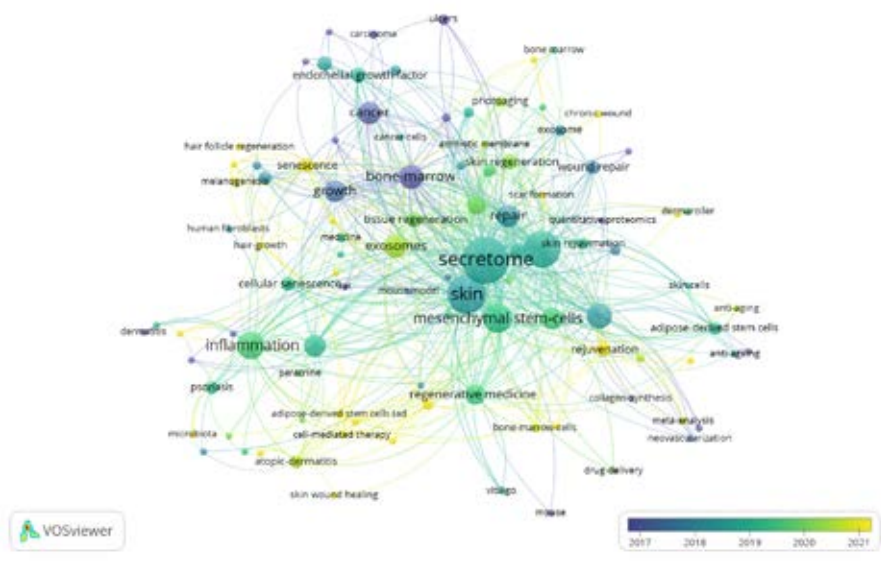 ulcers
carcinoma
bone marrow
endothelial growth factor
photoaging
cancer
chronic wound
exosome
cancer cells
amniotic membrane
hair follicle regeneration
senescence
skin regeneration
wound repair
bone-marrow
melanogenesis
growth
scar formation
repair
dermaroller
tissue regeneration
quantitative proteomics
human fibroblasts
medicine
hair-growth
exosomes
skin rejuvenation
secretome
cellular senescence
skin cells
mouse model
skin
anti-aging
mesenchymal stem-cells
adipose-derived stem cells
dermatitis
inflammation
rejuvenation
anti-ageing
paracrine
psoriasis
regenerative medicine
collagen synthesis
adipose-derived stem cells (ad
meta-analysis
bone-marrow-cells
microbiota
cell-mediated therapy
neovascularization
atopic-dermatitis
drug delivery
skin wound healing
vitiligo
mouse
VOSviewer
2017 2018 2019 2020 2021